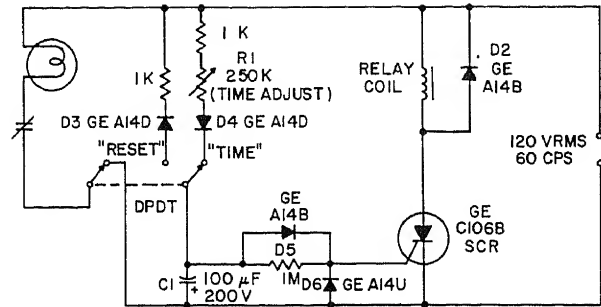 1 K
R1
250K
(TIME ADJUST)
1K
D3 GE A14D
D4 GE A14D
"RESET"
"TIME"
DPDT
RELAY
COIL
D2
GE
A14B
120 VRMS
60 CPS
GE
A14B
D5
1M
D6
GE A14U
GE
C106B
SCR
C1
+
100 µF
200V